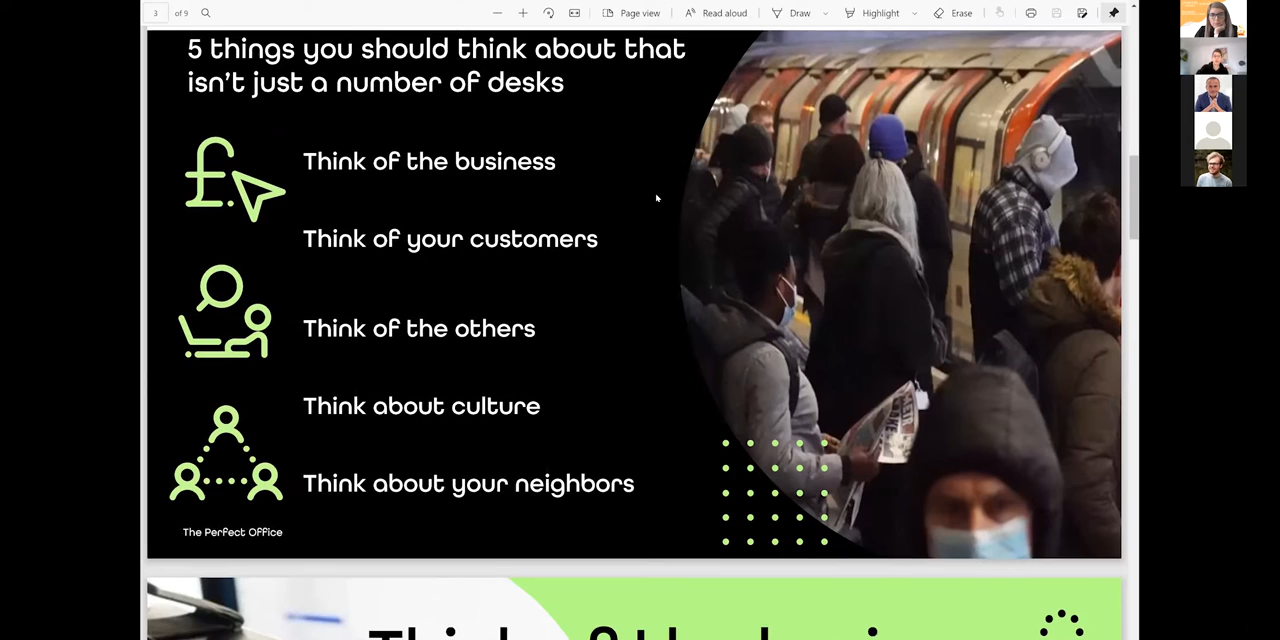 3 of 9
Page view
Read aloud
Draw
Highlight
Erase
5 things you should think about that
isn't just a number of desks
Think of the business
Think of your customers
Think of the others
Think about culture
Think about your neighbors
The Perfect Office